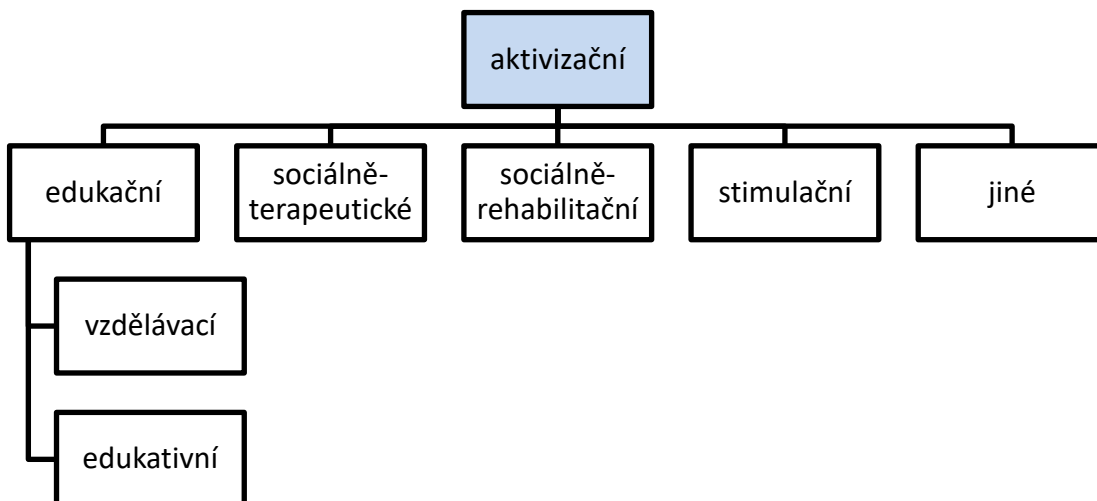 aktivizační
edukační
sociálně-
terapeutické
sociálně-
rehabilitační
stimulační
jiné
vzdělávací
edukativní